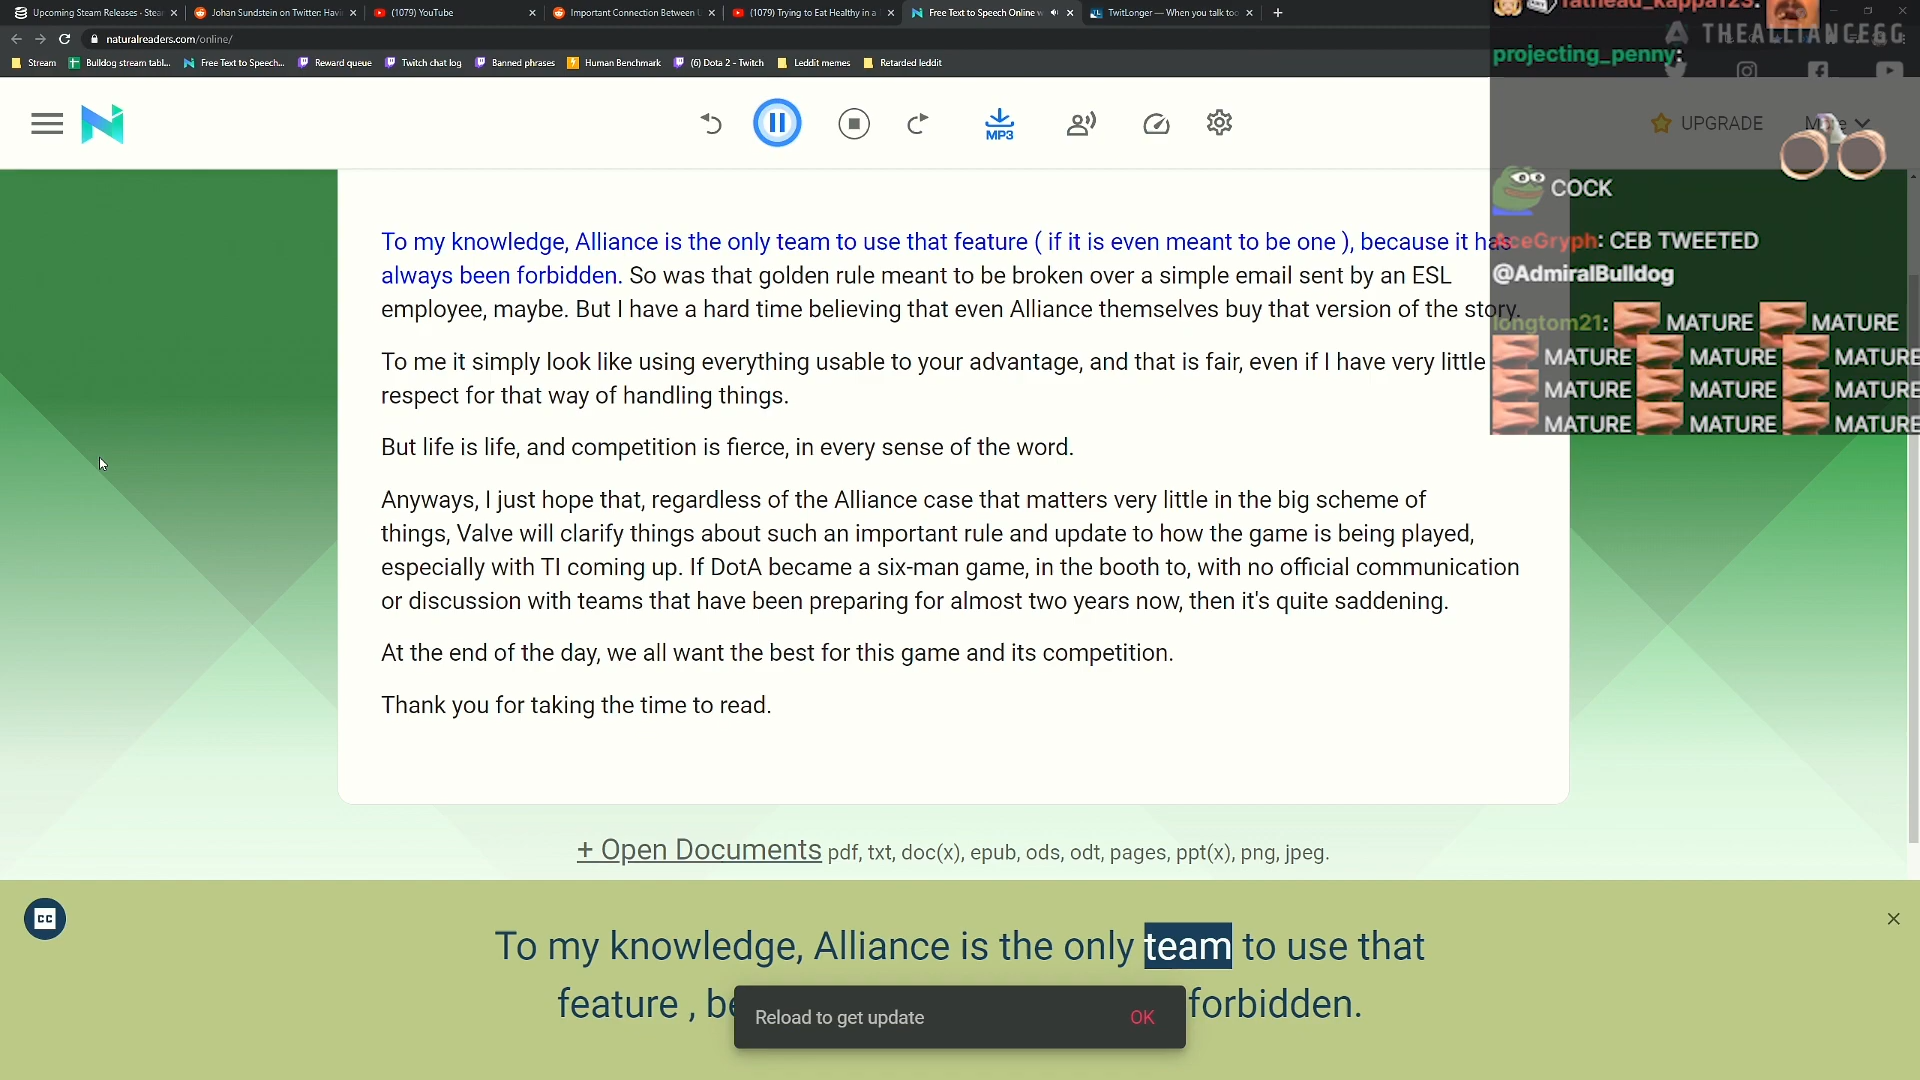 Upcoming Steam Releases - Stea
Johan Sundstein on Twitter: Havi
(1079) YouTube
Important Connection Between
(1079) Trying to Eat Healthy in a
Free Text to Speech Online w
TwitLonger — When you talk too
naturalreaders.com/online/
Stream
Bulldog stream tabl...
Free Text to Speech...
Reward queue
Twitch chat log
Banned phrases
Human Benchmark
(6) Dota 2 - Twitch
Leddit memes
Retarded leddit
fathead_kappa123:
THEALLIANCEGG
projecting_penny:
MP3
UPGRADE
More
COCK
AceGryph: CEB TWEETED
@AdmiralBulldog
longtom21: MATURE MATURE
MATURE MATURE MATURE
MATURE MATURE MATURE
MATURE MATURE MATURE
To my knowledge, Alliance is the only team to use that feature ( if it is even meant to be one ), because it has
always been forbidden. So was that golden rule meant to be broken over a simple email sent by an ESL
employee, maybe. But I have a hard time believing that even Alliance themselves buy that version of the story.
To me it simply look like using everything usable to your advantage, and that is fair, even if I have very little
respect for that way of handling things.
But life is life, and competition is fierce, in every sense of the word.
Anyways, I just hope that, regardless of the Alliance case that matters very little in the big scheme of
things, Valve will clarify things about such an important rule and update to how the game is being played,
especially with TI coming up. If DotA became a six-man game, in the booth to, with no official communication
or discussion with teams that have been preparing for almost two years now, then it's quite saddening.
At the end of the day, we all want the best for this game and its competition.
Thank you for taking the time to read.
+ Open Documents pdf, txt, doc(x), epub, ods, odt, pages, ppt(x), png, jpeg.
CC
To my knowledge, Alliance is the only team to use that
feature , be forbidden.
Reload to get update OK